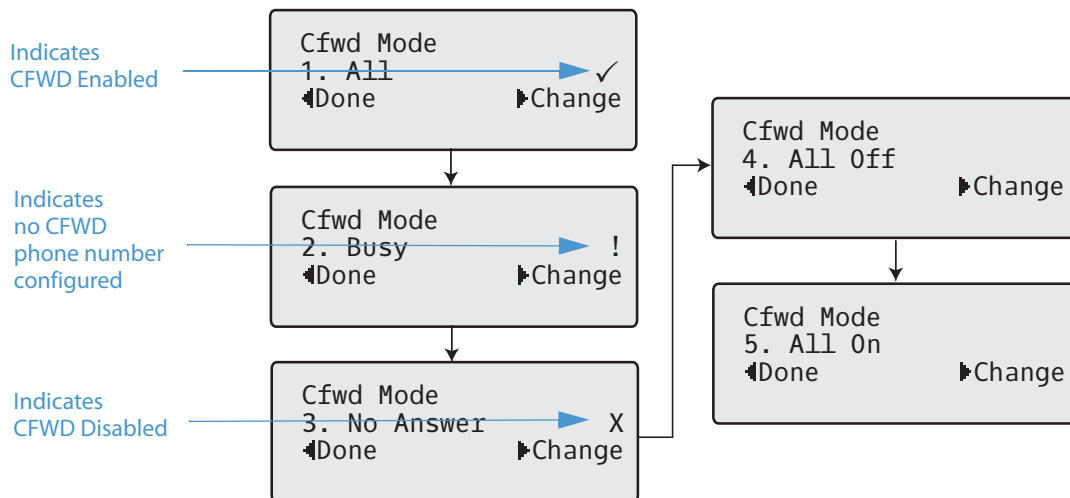 Indicates
CFWD Enabled
Cfwd Mode
1. All ✓
◀Done ▶Change
Indicates
no CFWD
phone number
configured
Cfwd Mode
2. Busy !
◀Done ▶Change
Indicates
CFWD Disabled
Cfwd Mode
3. No Answer X
◀Done ▶Change
Cfwd Mode
4. All Off
◀Done ▶Change
Cfwd Mode
5. All On
◀Done ▶Change